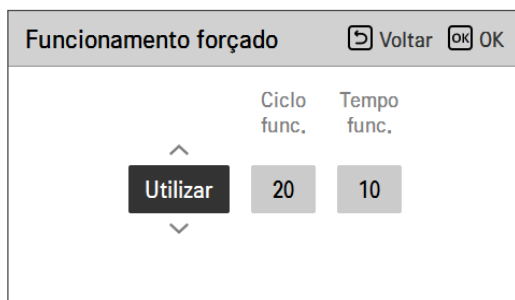 Funcionamento forçado Voltar OK OK
Ciclo Tempo
func. func.
Utilizar 20 10